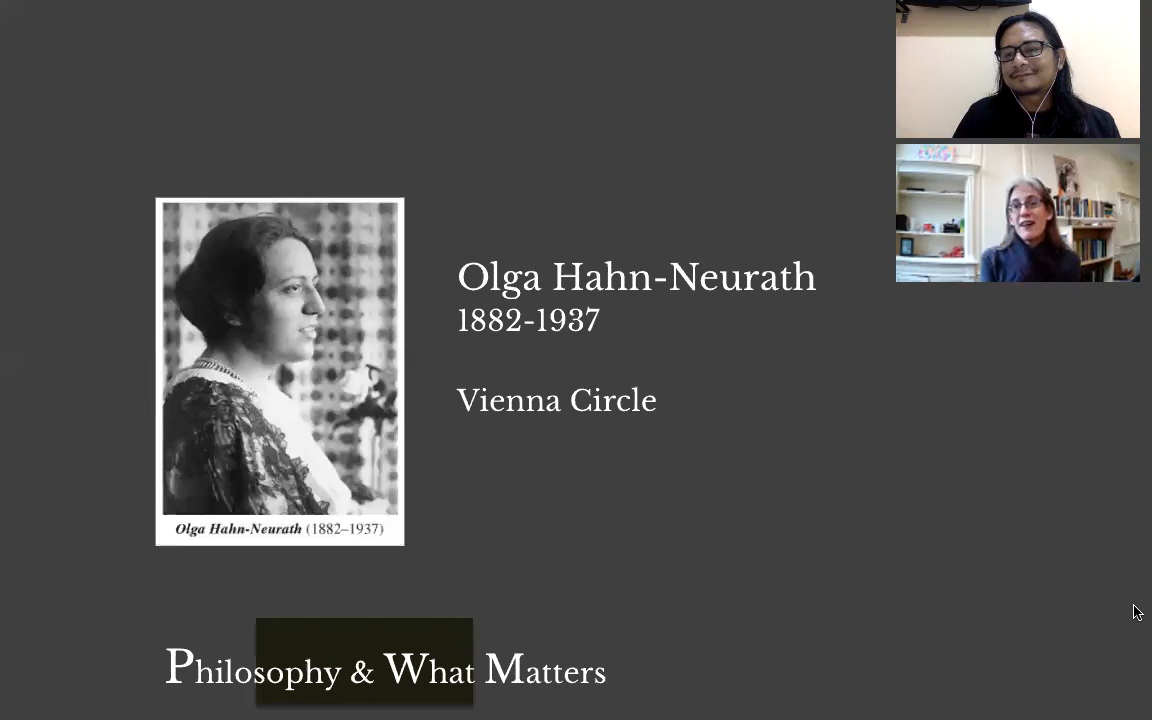 Olga Hahn-Neurath
1882-1937
Vienna Circle
Olga Hahn-Neurath (1882–1937)
Philosophy & What Matters